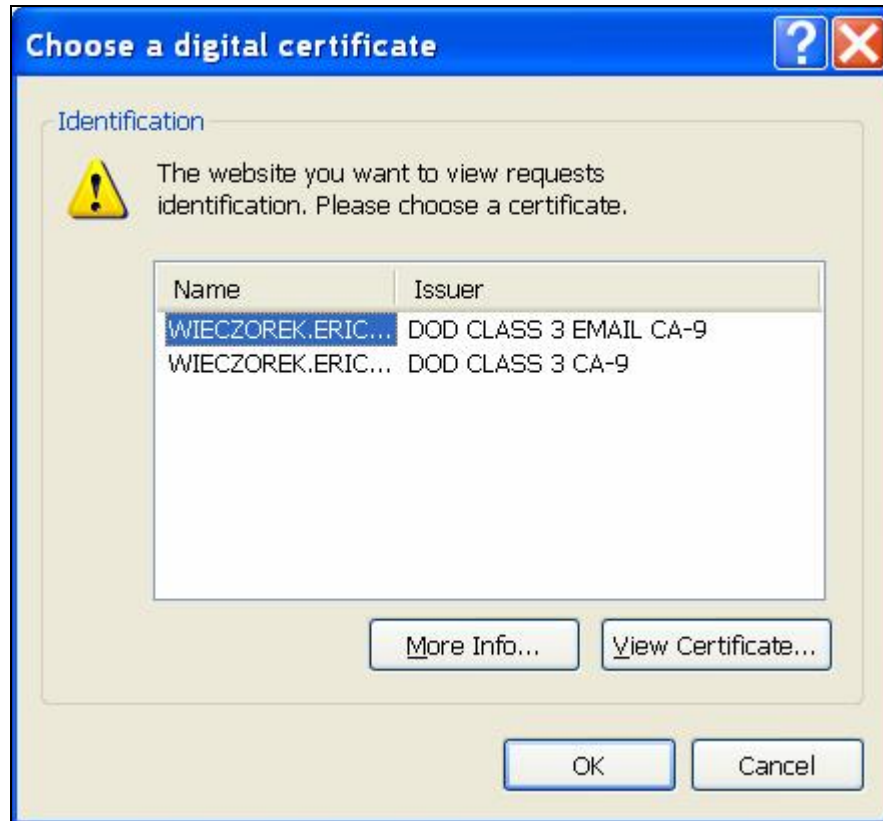 Choose a digital certificate
Identification
The website you want to view requests
identification. Please choose a certificate.
Name Issuer
WIECZOREK.ERIC... DOD CLASS 3 EMAIL CA-9
WIECZOREK.ERIC... DOD CLASS 3 CA-9
More Info... View Certificate...
OK Cancel